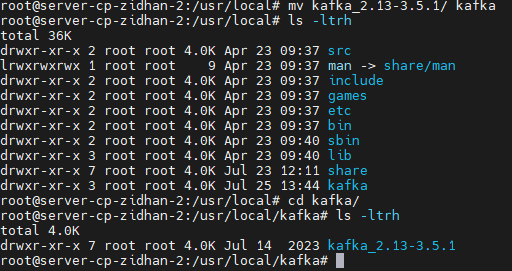 root@server-cp-zidhan-2:/usr/local# mv kafka_2.13-3.5.1/ kafka
root@server-cp-zidhan-2:/usr/local# ls -ltrh
total 36K
drwxr-xr-x 2 root root 4.0K Apr 23 09:37 src
lrwxrwxrwx 1 root root    9 Apr 23 09:37 man -> share/man
drwxr-xr-x 2 root root 4.0K Apr 23 09:37 include
drwxr-xr-x 2 root root 4.0K Apr 23 09:37 games
drwxr-xr-x 2 root root 4.0K Apr 23 09:37 etc
drwxr-xr-x 2 root root 4.0K Apr 23 09:37 bin
drwxr-xr-x 2 root root 4.0K Apr 23 09:40 sbin
drwxr-xr-x 3 root root 4.0K Apr 23 09:40 lib
drwxr-xr-x 7 root root 4.0K Jul 23 12:11 share
drwxr-xr-x 3 root root 4.0K Jul 25 13:44 kafka
root@server-cp-zidhan-2:/usr/local# cd kafka/
root@server-cp-zidhan-2:/usr/local/kafka# ls -ltrh
total 4.0K
drwxr-xr-x 7 root root 4.0K Jul 14  2023 kafka_2.13-3.5.1
root@server-cp-zidhan-2:/usr/local/kafka#